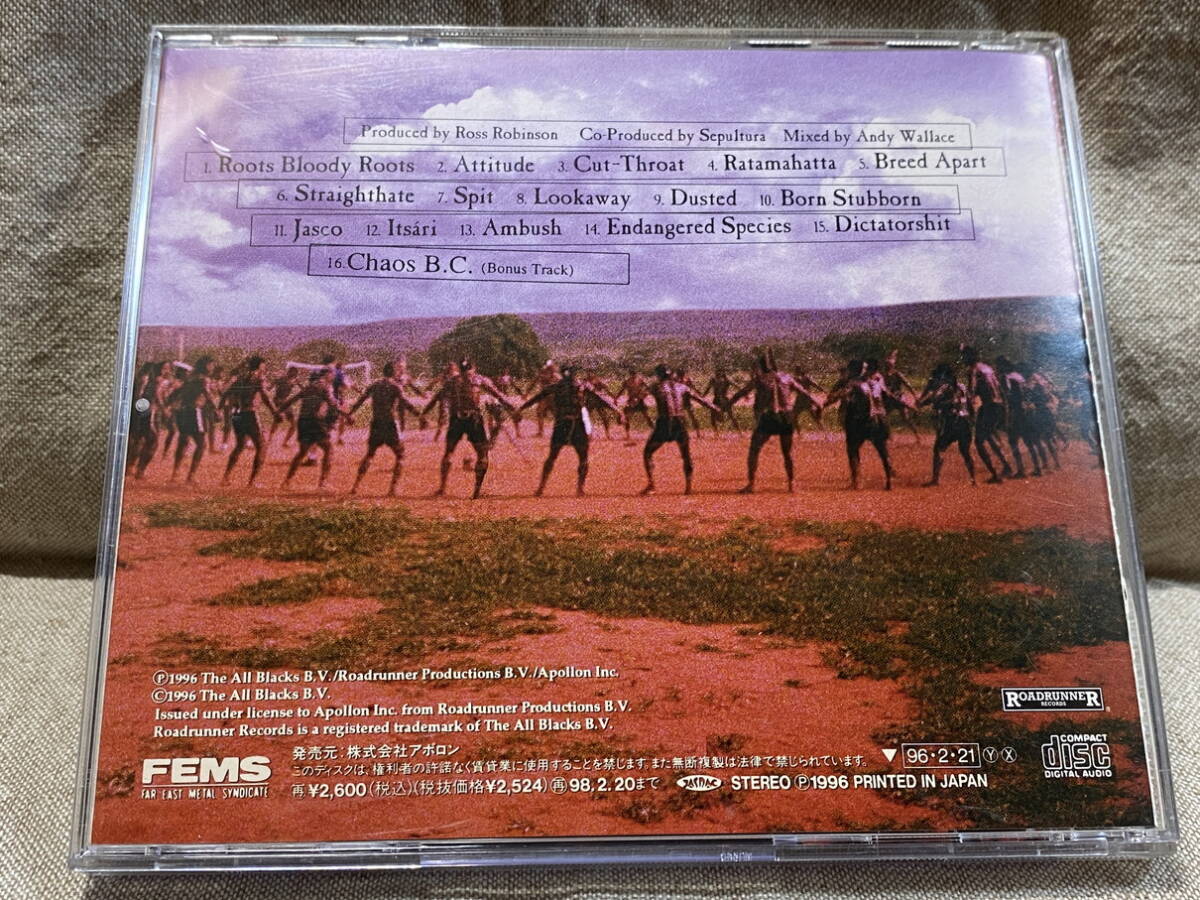 Produced by Ross Robinson Co-Produced by Sepultura Mixed by Andy Wallace
1. Roots Bloody Roots 2. Attitude 3. Cut-Throat 4. Ratamahatta 5. Breed Apart
6. Straighthate 7. Spit 8. Lookaway 9. Dusted 10. Born Stubborn
11. Jasco 12. Itsári 13. Ambush 14. Endangered Species 15. Dictatorshit
16. Chaos B.C. (Bonus Track)
Ⓟ1996 The All Blacks B.V./Roadrunner Productions B.V./Apollon Inc.
©1996 The All Blacks B.V.
Issued under license to Apollon Inc. from Roadrunner Productions B.V.
Roadrunner Records is a registered trademark of The All Blacks B.V.
ROADRUNNER
RECORDS
®
発売元:株式会社アポロン
このディスクは、権利者の許諾なく賃貸業に使用することを禁じます。また無断複製は法律で禁じられています。
▼ 96・2・21 Ⓨ Ⓧ
COMPACT
disc
DIGITAL AUDIO
FEMS
FAR EAST METAL SYNDICATE
再¥2,600(税込)(税抜価格¥2,524)再98.2.20まで JASRAC STEREO Ⓟ1996 PRINTED IN JAPAN